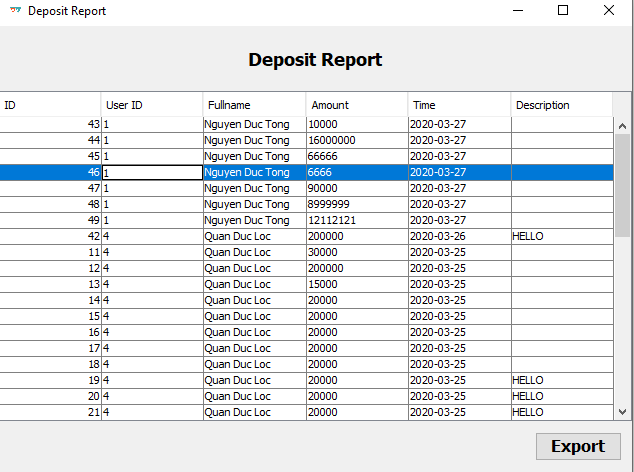 Deposit Report
Deposit Report
ID User ID Fullname Amount Time Description
43 1 Nguyen Duc Tong 10000 2020-03-27
44 1 Nguyen Duc Tong 16000000 2020-03-27
45 1 Nguyen Duc Tong 66666 2020-03-27
46 1 Nguyen Duc Tong 6666 2020-03-27
47 1 Nguyen Duc Tong 90000 2020-03-27
48 1 Nguyen Duc Tong 8999999 2020-03-27
49 1 Nguyen Duc Tong 12112121 2020-03-27
42 4 Quan Duc Loc 200000 2020-03-26 HELLO
11 4 Quan Duc Loc 30000 2020-03-25
12 4 Quan Duc Loc 200000 2020-03-25
13 4 Quan Duc Loc 15000 2020-03-25
14 4 Quan Duc Loc 20000 2020-03-25
15 4 Quan Duc Loc 20000 2020-03-25
16 4 Quan Duc Loc 20000 2020-03-25
17 4 Quan Duc Loc 20000 2020-03-25
18 4 Quan Duc Loc 20000 2020-03-25
19 4 Quan Duc Loc 20000 2020-03-25 HELLO
20 4 Quan Duc Loc 20000 2020-03-25 HELLO
21 4 Quan Duc Loc 20000 2020-03-25 HELLO
Export